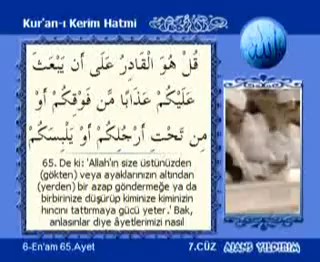 Kur'an-ı Kerim Hatmi
قُلْ هُوَ الْقَادِرُ عَلَى أَن يَبْعَثَ
عَلَيْكُمْ عَذَابًا مِّن فَوْقِكُمْ أَوْ
مِن تَحْتِ أَرْجُلِكُمْ أَوْ يَلْبِسَكُمْ
65. De ki: 'Allah'ın size üstünüzden
(gökten) veya ayaklarınızın altından
(yerden) bir azap göndermeğe ya da
birbirinize düşürüp kiminize kiminizin
hıncını tattırmaya gücü yeter.' Bak,
anlasınlar diye âyetlerimizi nasıl
6-En'am 65.Ayet
7.CÜZ
AJANS YILDIRIM